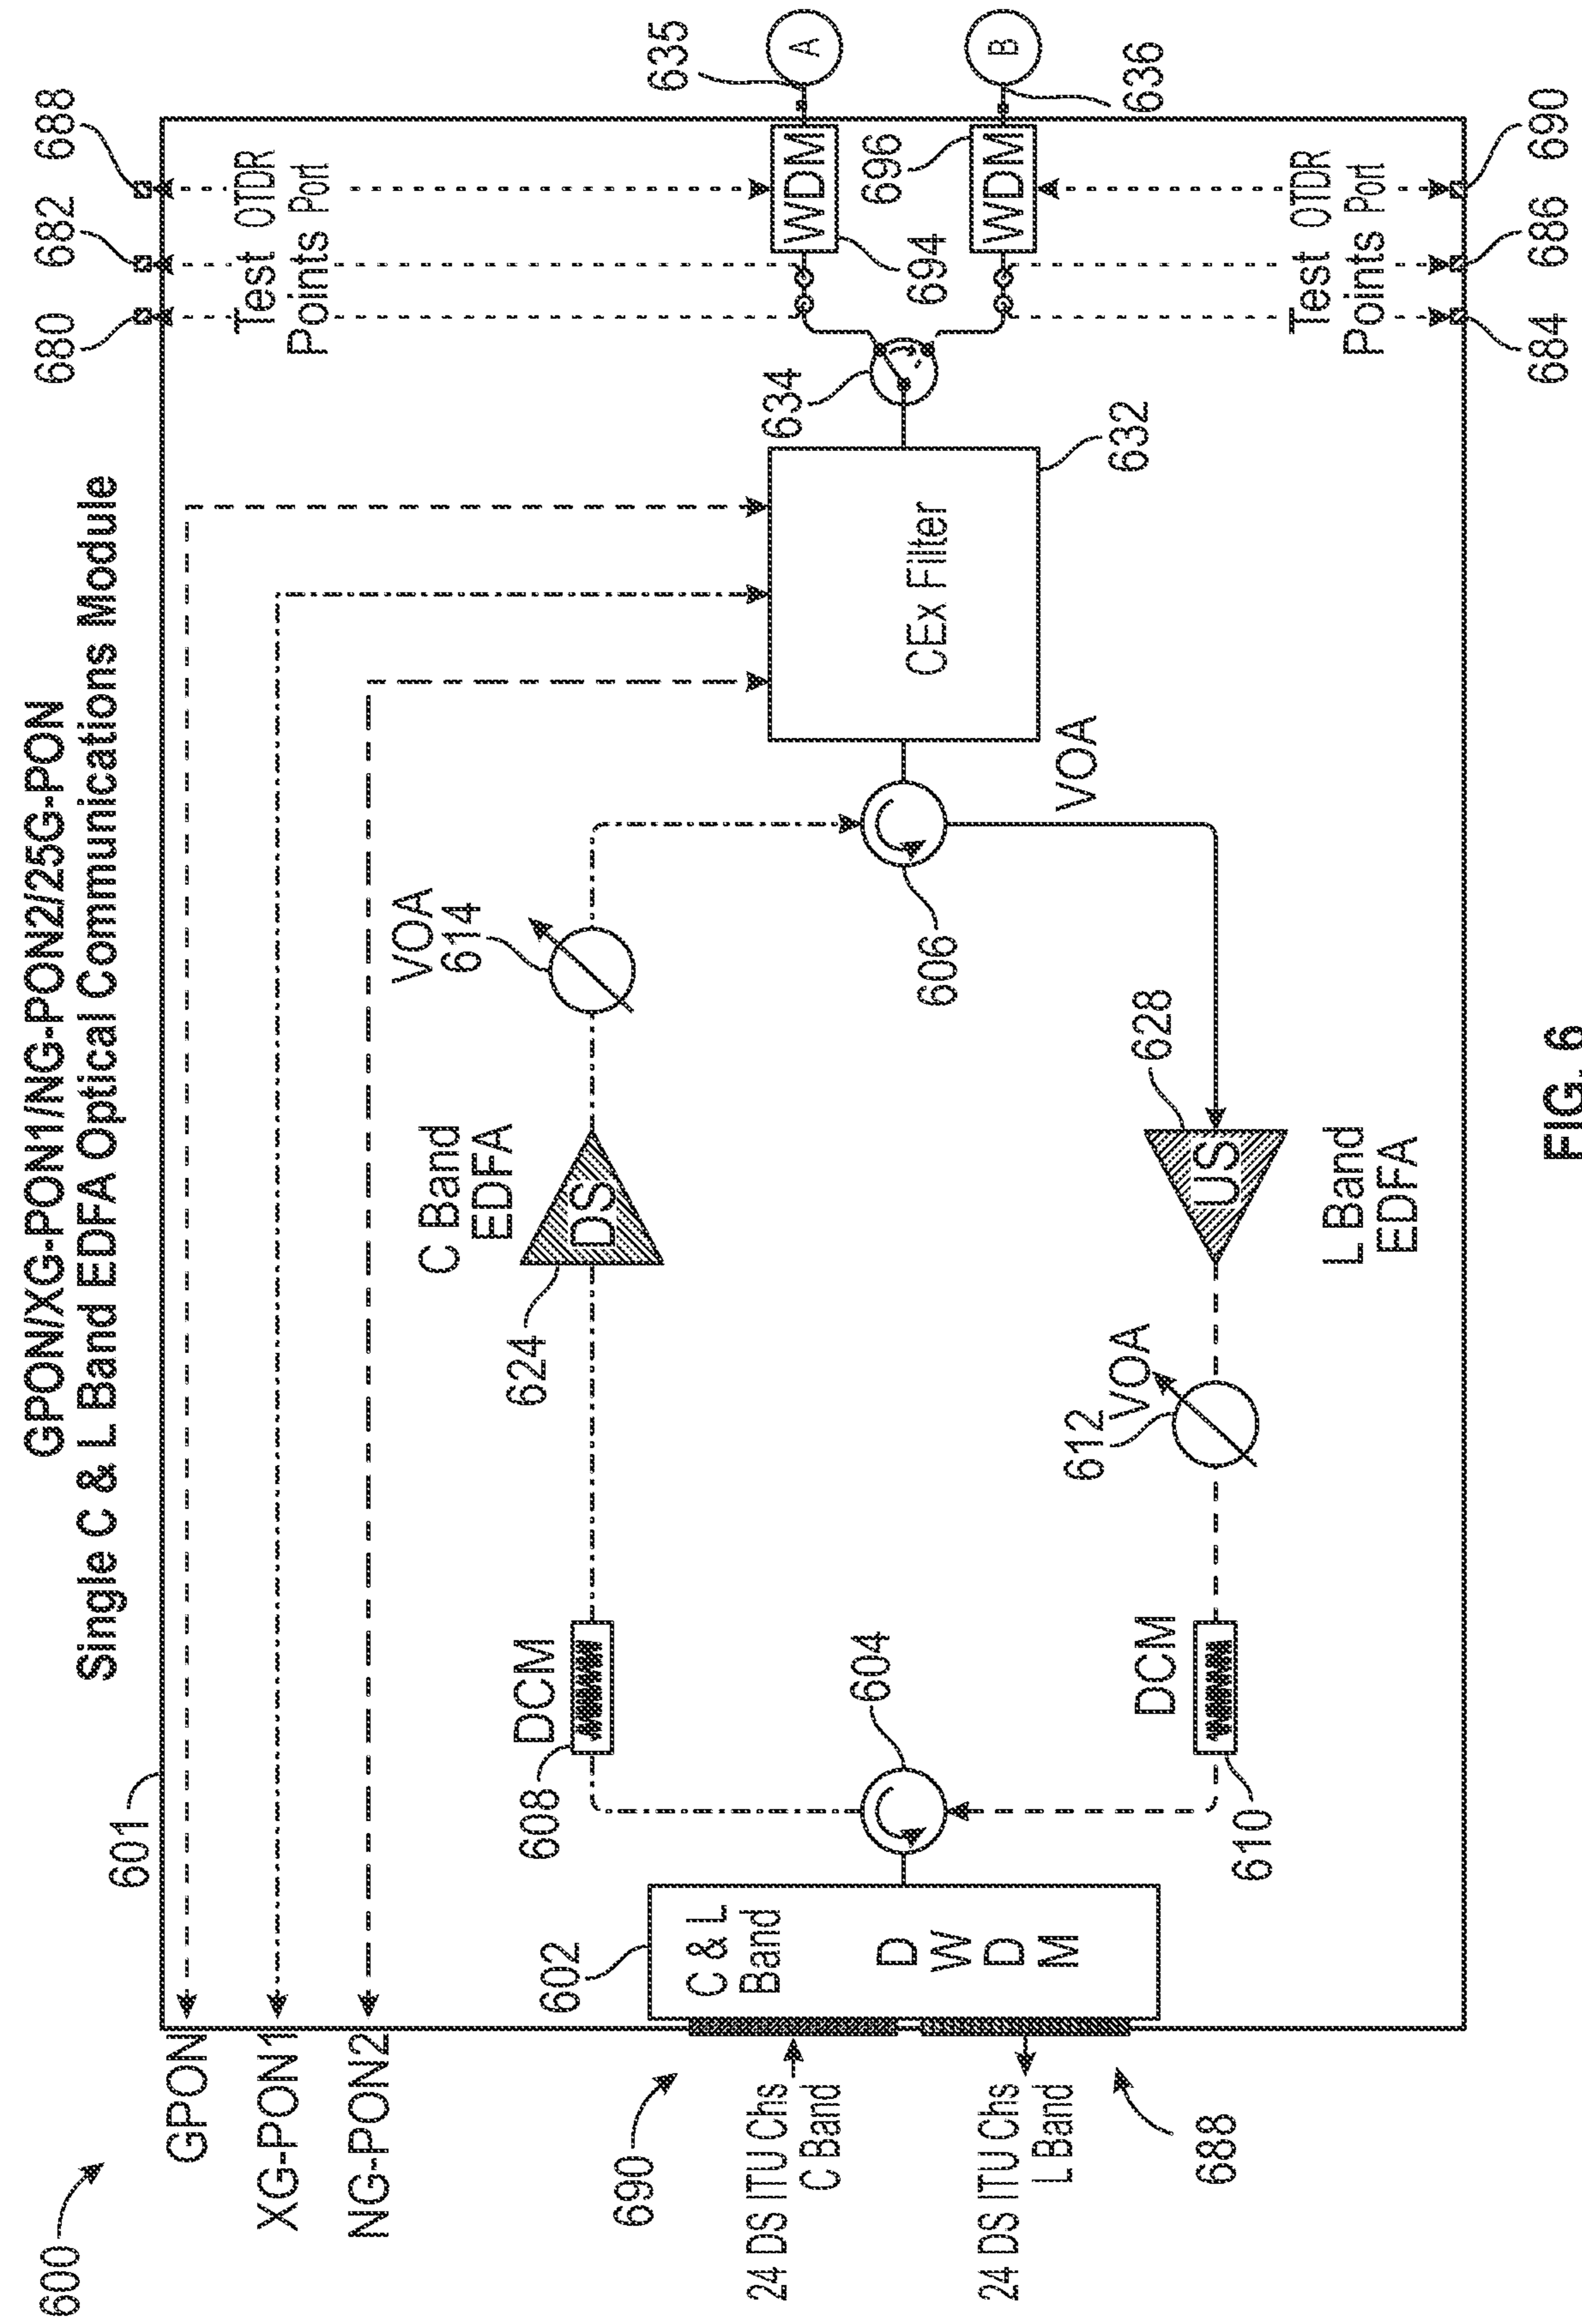 GPON/XG-PON1/NG-PON2/25G-PON
Single C & L Band EDFA Optical Communications Module
600
601
680
682
688
GPON
XG-PON1
NG-PON2
Test
Points
OTDR
Port
635
A
WDM
694
B
WDM
696
636
634
CEx Filter
632
VOA
614
C Band
EDFA
DS
624
DCM
608
602
C & L
Band
D
W
D
M
604
606
VOA
690
24 DS ITU Chs
C Band
24 DS ITU Chs
L Band
688
DCM
610
612
VOA
628
US
L Band
EDFA
Test
Points
OTDR
Port
684
686
690
FIG. 6